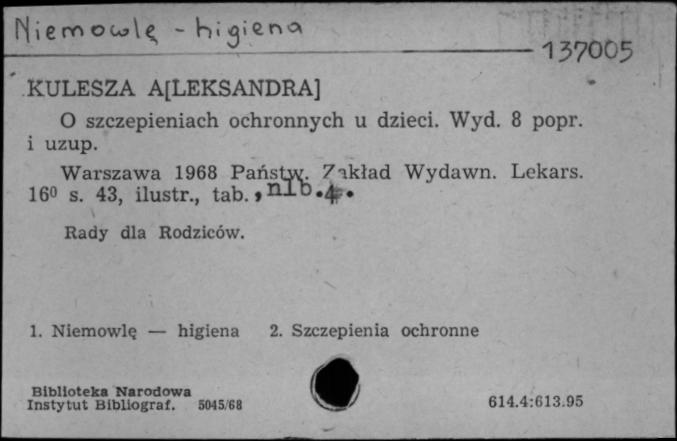 Niemowlę - higiena
137005
KULESZA A[LEKSANDRA]
O szczepieniach ochronnych u dzieci. Wyd. 8 popr.
i uzup.
Warszawa 1968 Państw. Zakład Wydawn. Lekars.
16⁰ s. 43, ilustr., tab., nlb.4.
Rady dla Rodziców.
1. Niemowlę — higiena 2. Szczepienia ochronne
Biblioteka Narodowa
Instytut Bibliograf. 5045/68
614.4:613.95